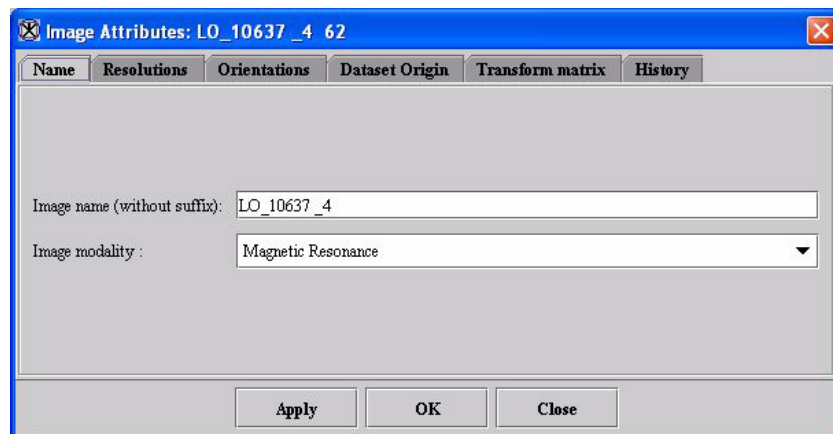 Image Attributes: LO_10637 _4 62
Name Resolutions Orientations Dataset Origin Transform matrix History
Image name (without suffix): LO_10637 _4
Image modality : Magnetic Resonance
Apply OK Close